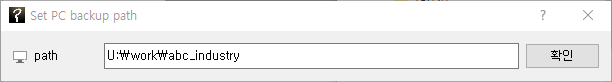 Set PC backup path
path
U:₩work₩abc_industry
확인